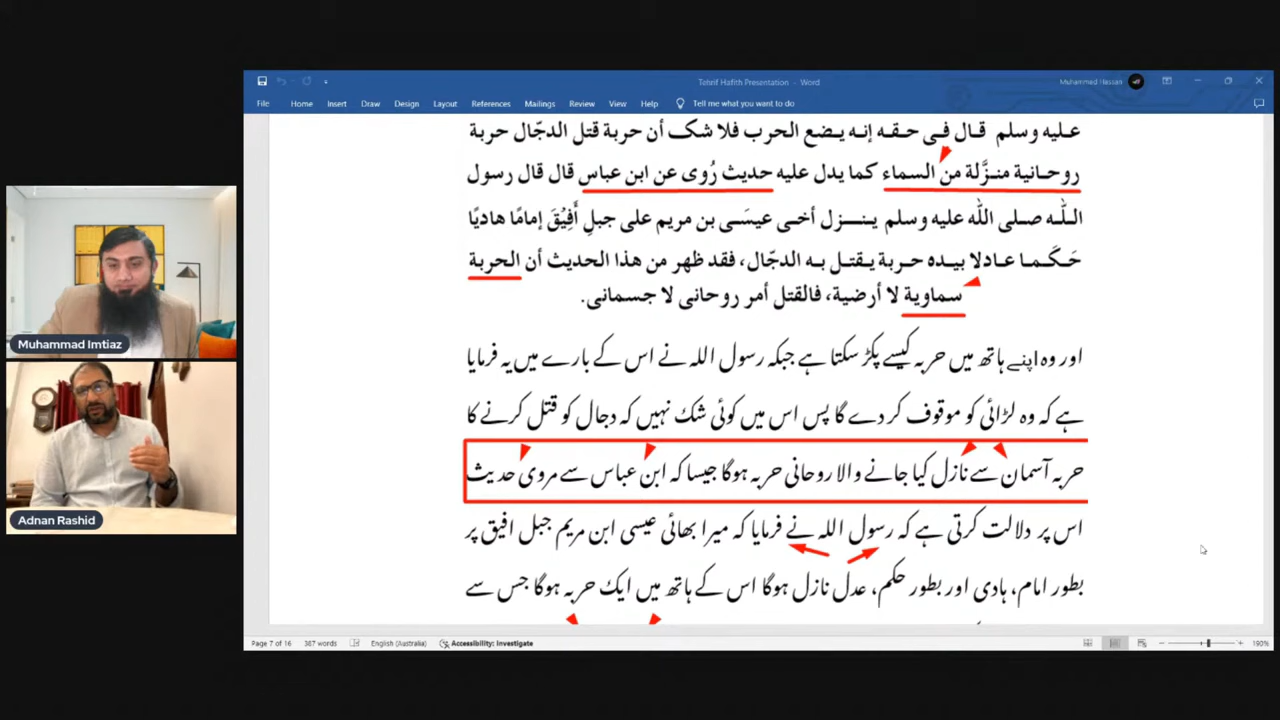 Tehrif Hafith Presentation - Word
Muhammad Hassan
File Home Insert Draw Design Layout References Mailings Review View Help Tell me what you want to do
عليه وسلم قال فى حقه إنه يضع الحرب فلا شک أن حربة قتل الدجّال حربة
روحانية منزَّلة من السماء كما يدل عليه حديث رُوى عن ابن عباس قال قال رسول
اللّٰه صلى اللّٰه عليه وسلم ينزل أخى عيسَى بن مريم على جبلِ أَفِيْقَ إمامًا هاديًا
حَكَمًا عادلا بيده حربة يقتل به الدجّال، فقد ظهر من هذا الحديث أن الحربة
سماوية لا أرضية، فالقتل أمر روحانى لا جسمانى.
اور وہ اپنے ہاتھ میں حربہ کیسے پکڑ سکتا ہے جبکہ رسول اللہ نے اس کے بارے میں یہ فرمایا
ہے کہ وہ لڑائی کو موقوف کر دے گا پس اس میں کوئی شک نہیں کہ دجال کو قتل کرنے کا
حربہ آسمان سے نازل کیا جانے والا روحانی حربہ ہوگا جیسا کہ ابن عباس سے مروی حدیث
اس پر دلالت کرتی ہے کہ رسول اللہ نے فرمایا کہ میرا بھائی عیسی ابن مریم جبل افیق پر
بطور امام، ہادی اور بطور حکم، عدل نازل ہوگا اس کے ہاتھ میں ایک حربہ ہوگا جس سے
Muhammad Imtiaz
Adnan Rashid
Page 7 of 16 387 words English (Australia) Accessibility: Investigate 190%